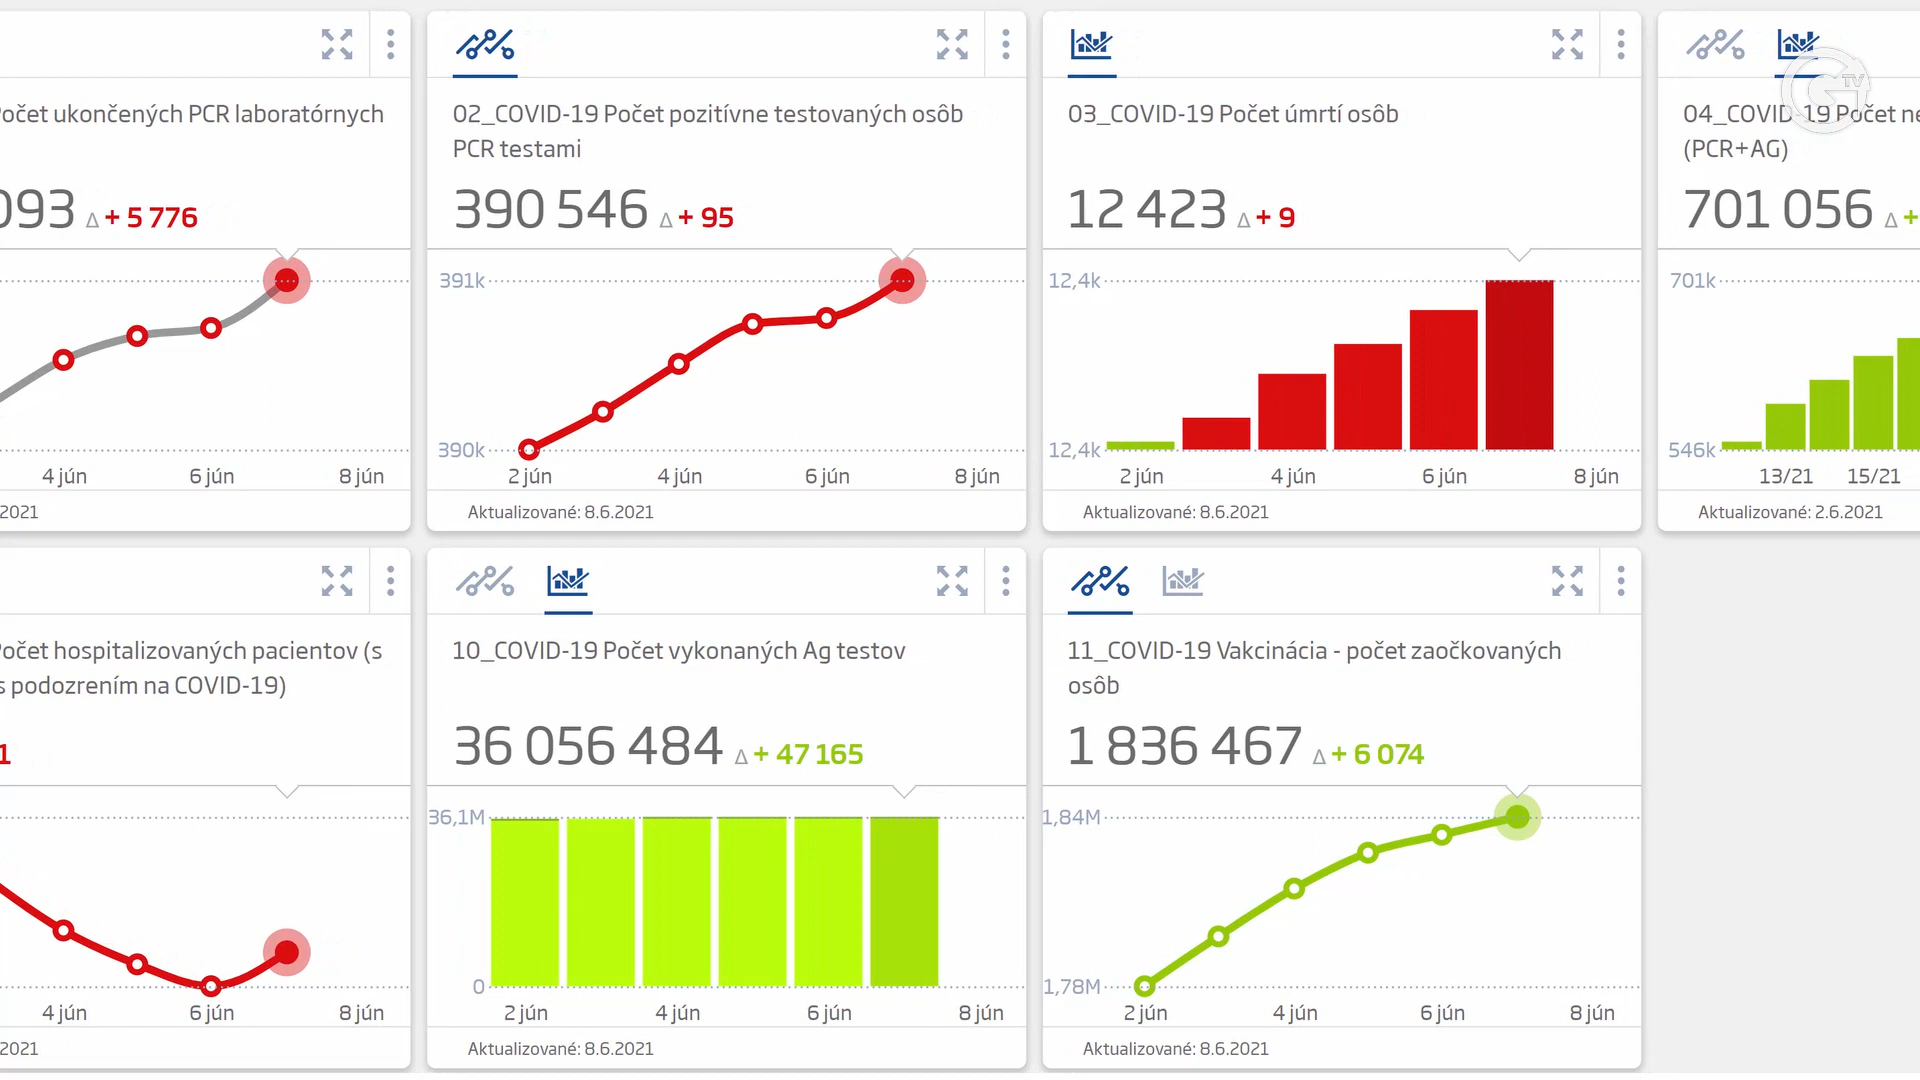 očet ukončených PCR laboratórnych
093 Δ + 5 776
4 jún 6 jún 8 jún
2021
02_COVID-19 Počet pozitívne testovaných osôb
PCR testami
390 546 Δ + 95
391k
390k
2 jún 4 jún 6 jún 8 jún
Aktualizované: 8.6.2021
03_COVID-19 Počet úmrtí osôb
12 423 Δ + 9
12,4k
12,4k
2 jún 4 jún 6 jún 8 jún
Aktualizované: 8.6.2021
TV
04_COVID-19 Počet ne
(PCR+AG)
701 056 Δ +
701k
546k
13/21 15/21
Aktualizované: 2.6.2021
očet hospitalizovaných pacientov (s
s podozrením na COVID-19)
1
4 jún 6 jún 8 jún
2021
10_COVID-19 Počet vykonaných Ag testov
36 056 484 Δ + 47 165
36,1M
0
2 jún 4 jún 6 jún 8 jún
Aktualizované: 8.6.2021
11_COVID-19 Vakcinácia - počet zaočkovaných
osôb
1 836 467 Δ + 6 074
1,84M
1,78M
2 jún 4 jún 6 jún 8 jún
Aktualizované: 8.6.2021